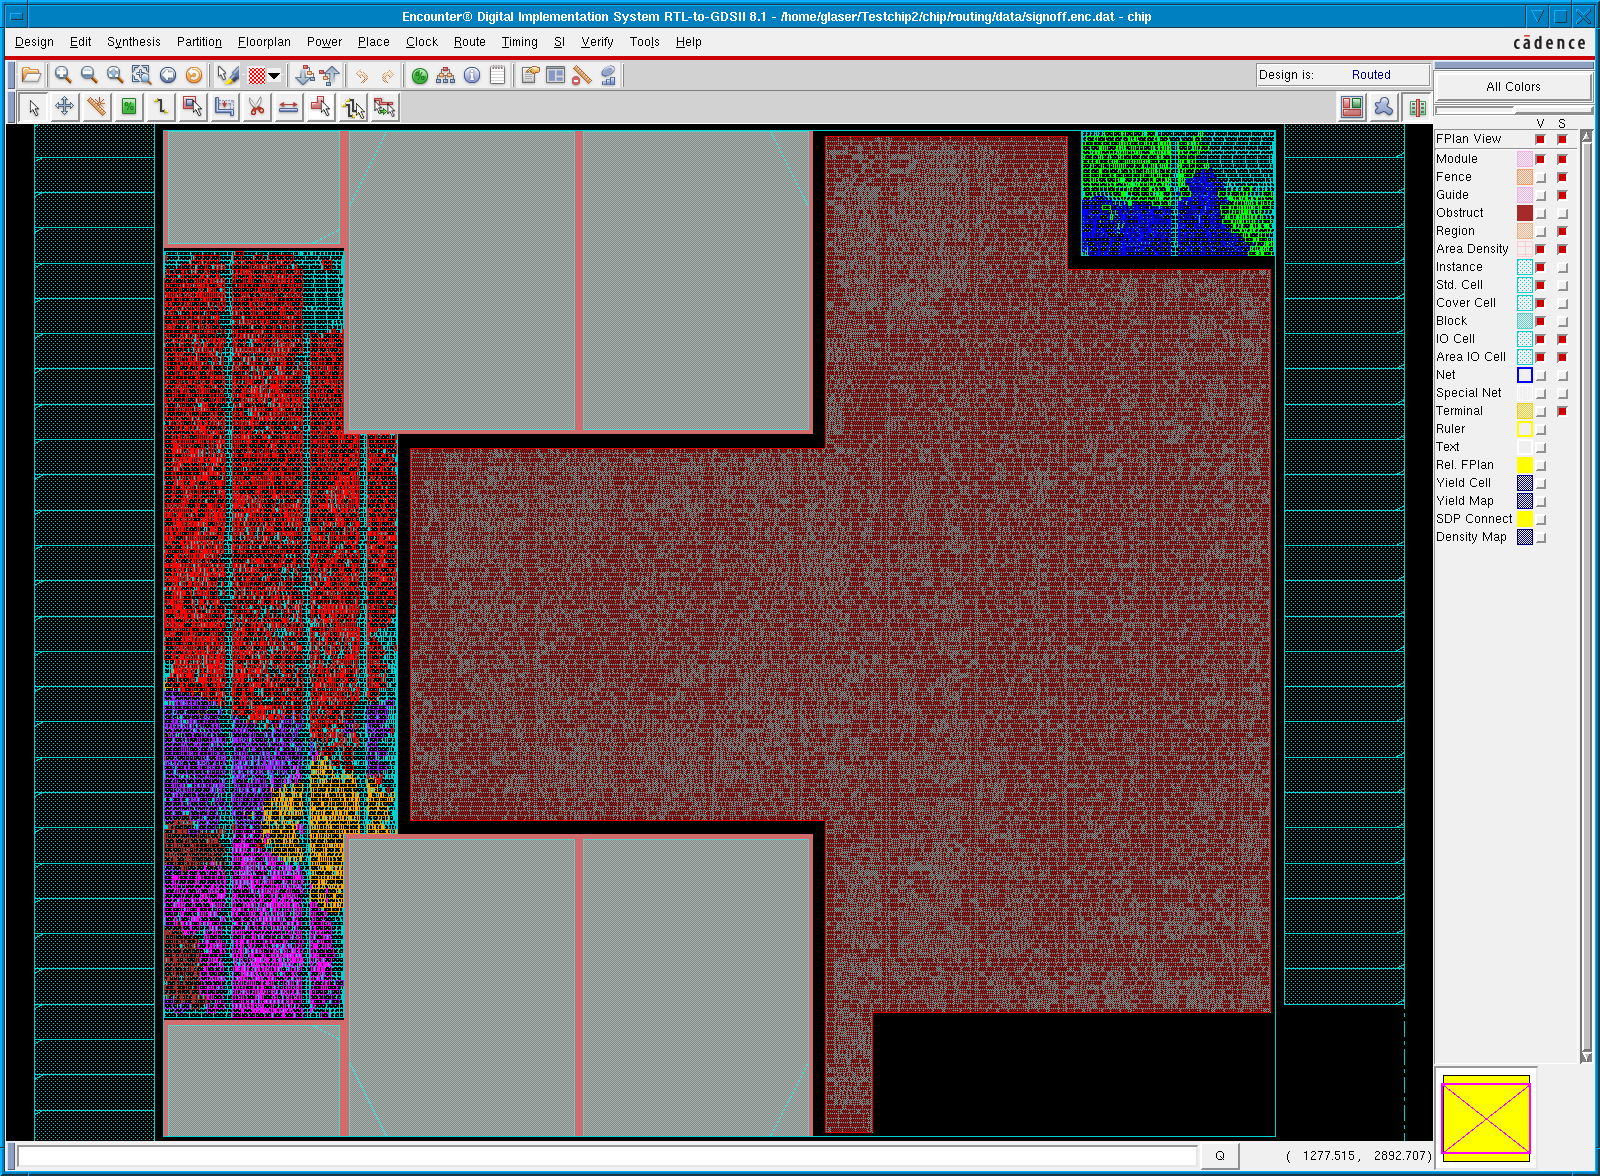 Encounter® Digital Implementation System RTL-to-GDSII 8.1 - /home/glaser/Testchip2/chip/routing/data/signoff.enc.dat - chip
Design Edit Synthesis Partition Floorplan Power Place Clock Route Timing SI Verify Tools Help
cādence
Design is: Routed
All Colors
V S
FPlan View
Module
Fence
Guide
Obstruct
Region
Area Density
Instance
Std. Cell
Cover Cell
Block
IO Cell
Area IO Cell
Net
Special Net
Terminal
Ruler
Text
Rel. FPlan
Yield Cell
Yield Map
SDP Connect
Density Map
Q
( 1277.515, 2892.707)